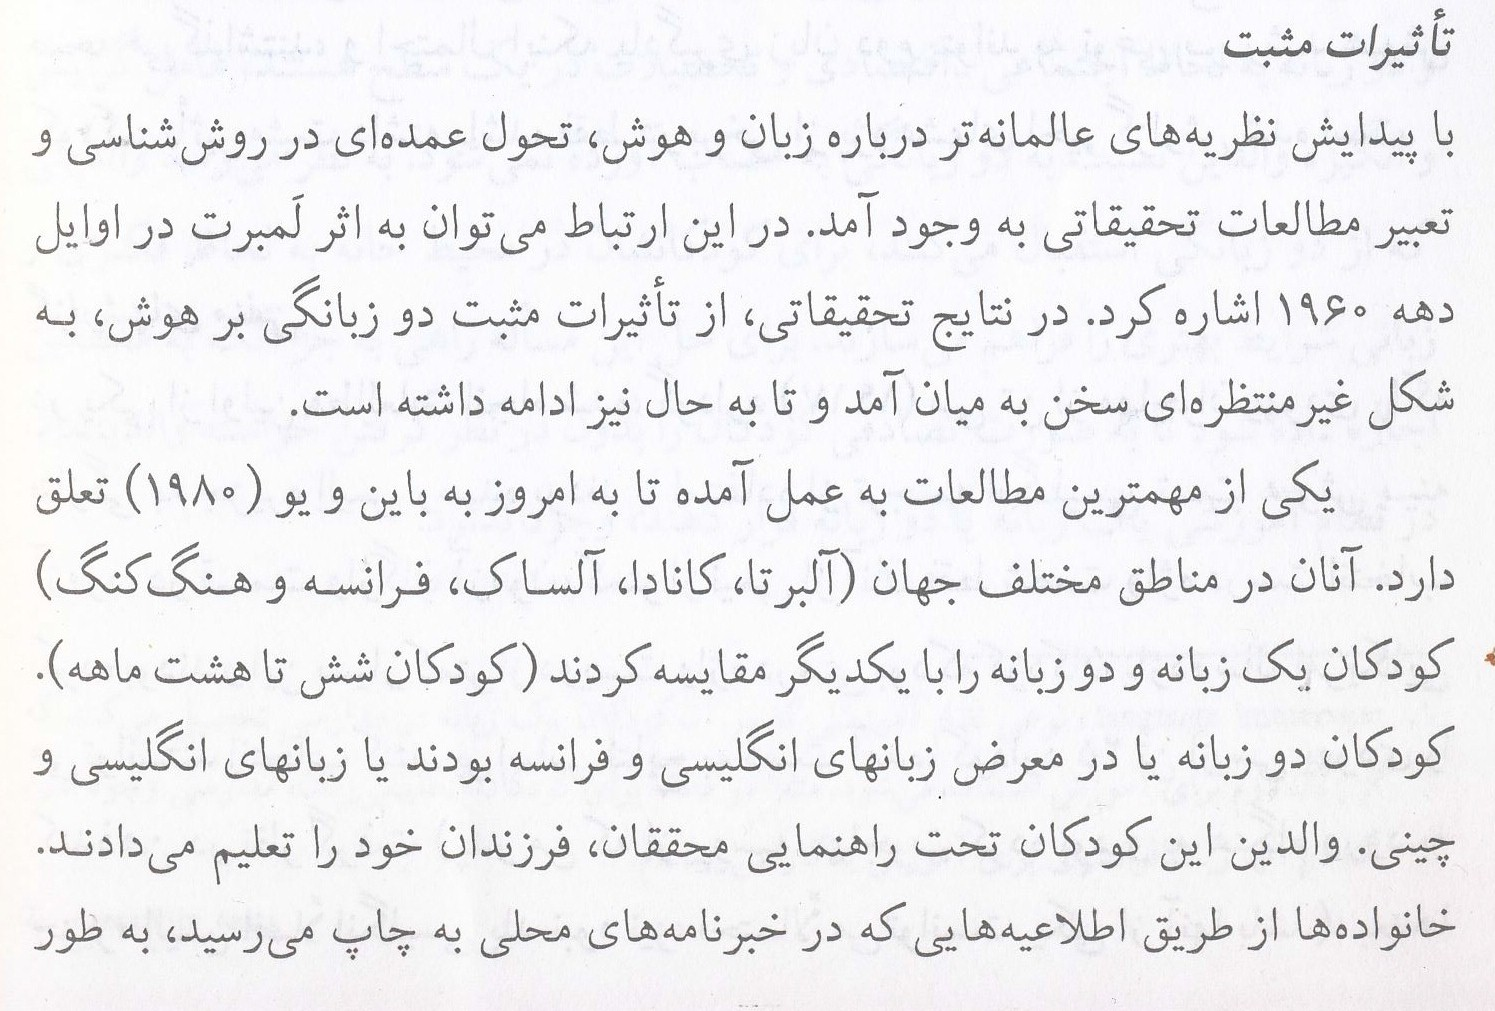 تأثیرات مثبت
با پیدایش نظریه‌های عالمانه‌تر درباره زبان و هوش، تحول عمده‌ای در روش‌شناسی و
تعبیر مطالعات تحقیقاتی به وجود آمد. در این ارتباط می‌توان به اثر لَمبرت در اوایل
دهه ۱۹۶۰ اشاره کرد. در نتایج تحقیقاتی، از تأثیرات مثبت دو زبانگی بر هوش، به
شکل غیرمنتظره‌ای سخن به میان آمد و تا به حال نیز ادامه داشته است.
یکی از مهمترین مطالعات به عمل آمده تا به امروز به باین و یو (۱۹۸۰) تعلق
دارد. آنان در مناطق مختلف جهان (آلبرتا، کانادا، آلساک، فرانسه و هنگ‌کنگ)
کودکان یک‌زبانه و دو زبانه را با یکدیگر مقایسه کردند (کودکان شش تا هشت ماهه).
کودکان دو زبانه یا در معرض زبانهای انگلیسی و فرانسه بودند یا زبانهای انگلیسی و
چینی. والدین این کودکان تحت راهنمایی محققان، فرزندان خود را تعلیم می‌دادند.
خانواده‌ها از طریق اطلاعیه‌هایی که در خبرنامه‌های محلی به چاپ می‌رسید، به طور